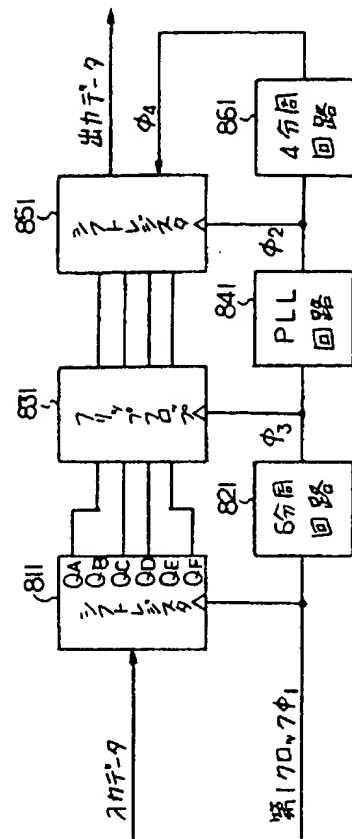 入力データ
811
QA
QB
QC
QD
QE
QF
シフトレジスタ
831
フリップ
フロップ
851
シフトレジスタ
出力データ
φ4
第1クロックφ1
821
6分周
回路
φ3
841
PLL
回路
φ2
861
4分周
回路